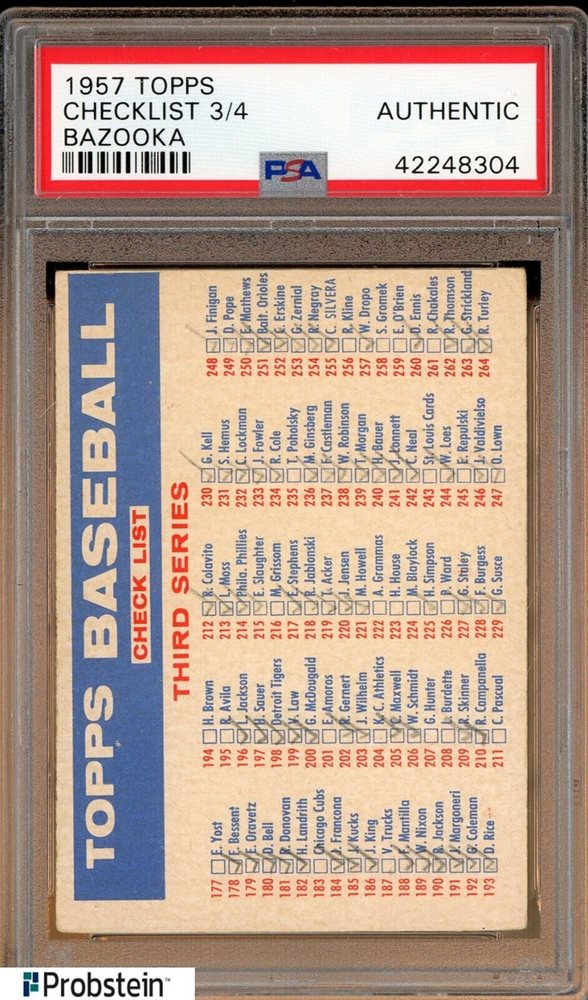 1957 TOPPS
CHECKLIST 3/4
BAZOOKA
AUTHENTIC
PSA
42248304
TOPPS BASEBALL
CHECK LIST
THIRD SERIES
177 E. Yost
178 F. Bessent
179 E. Oravetz
180 D. Bell
181 R. Donovan
182 H. Landrith
183 Chicago Cubs
184 T. Francona
185 J. Kucks
186 J. King
187 V. Trucks
188 F. Mantilla
189 W. Nixon
190 R. Jackson
191 J. Margoneri
192 G. Coleman
193 D. Rice
194 H. Brown
195 R. Avila
196 L. Jackson
197 H. Sauer
198 Detroit Tigers
199 V. Law
200 G. McDougald
201 E. Amoros
202 R. Gernert
203 J. Wilhelm
204 K.C. Athletics
205 C. Maxwell
206 W. Schmidt
207 G. Hunter
208 L. Burdette
209 R. Skinner
210 R. Campanella
211 C. Pascual
212 R. Colavito
213 L. Moss
214 Phila. Phillies
215 E. Slaughter
216 M. Grissom
217 G. Stephens
218 R. Jablonski
219 T. Acker
220 J. Jensen
221 M. Howell
222 A. Grammas
223 H. House
224 M. Blaylock
225 H. Simpson
226 P. Ward
227 G. Staley
228 F. Burgess
229 G. Susce
230 G. Kell
231 S. Hemus
232 C. Lockman
233 J. Fowler
234 R. Cole
235 T. Poholsky
236 M. Ginsberg
237 F. Castleman
238 W. Robinson
239 T. Morgan
240 H. Bauer
241 J. Nonnett
242 C. Neal
243 St. Louis Cards
244 W. Loes
245 E. Repulski
246 J. Valdivielso
247 O. Lown
248 J. Finigan
249 D. Pope
250 E. Mathews
251 Balt. Orioles
252 C. Erskine
253 G. Zernial
254 R. Negray
255 C. SILVERA
256 R. Kline
257 W. Dropo
258 S. Gromek
259 E. O'Brien
260 D. Ennis
261 R. Chakales
262 R. Thomson
263 G. Strickland
264 R. Turley
Probstein™